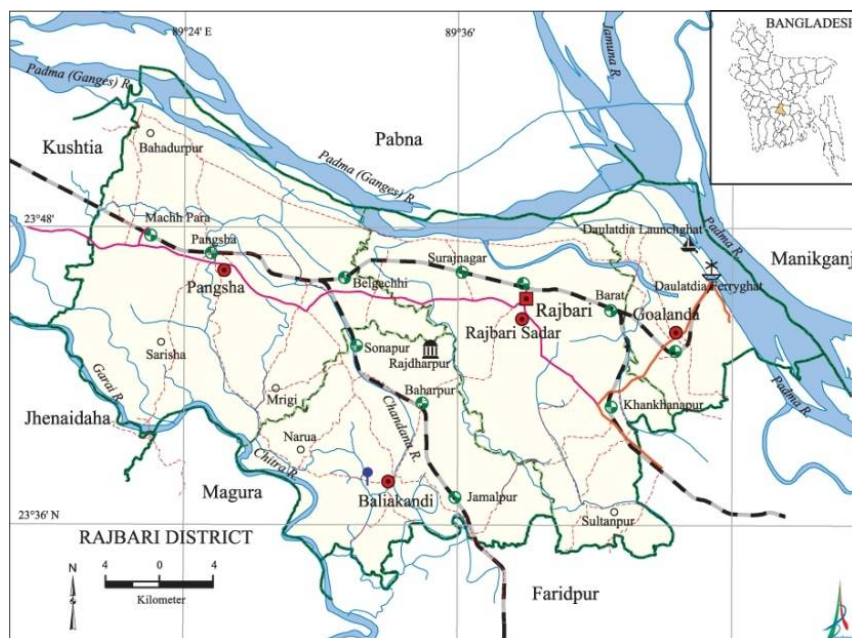 89°24' E
89°36'
BANGLADESH
Jamuna R.
Padma (Ganges) R.
Pabna
Kushtia
Bahadurpur
Padma (Ganges) R.
23°48'
Machh Para
Daulatdia Launchghat
Padma R.
Manikganj
Pangsha
Surajnagar
Pangsha
Belgachhi
Daulatdia Ferryghat
Rajbari
Barat
Goalanda
Rajbari Sadar
Sarisha
Sonapur
Rajdharpur
Garai R.
Mrigi
Baharpur
Khankhanapur
Padma R.
Jhenaidaha
Chandana R.
Narua
Chitra R.
Magura
Baliakandi
Jamalpur
Sultanpur
23°36' N
RAJBARI DISTRICT
N
4 0 4
Kilometer
Faridpur